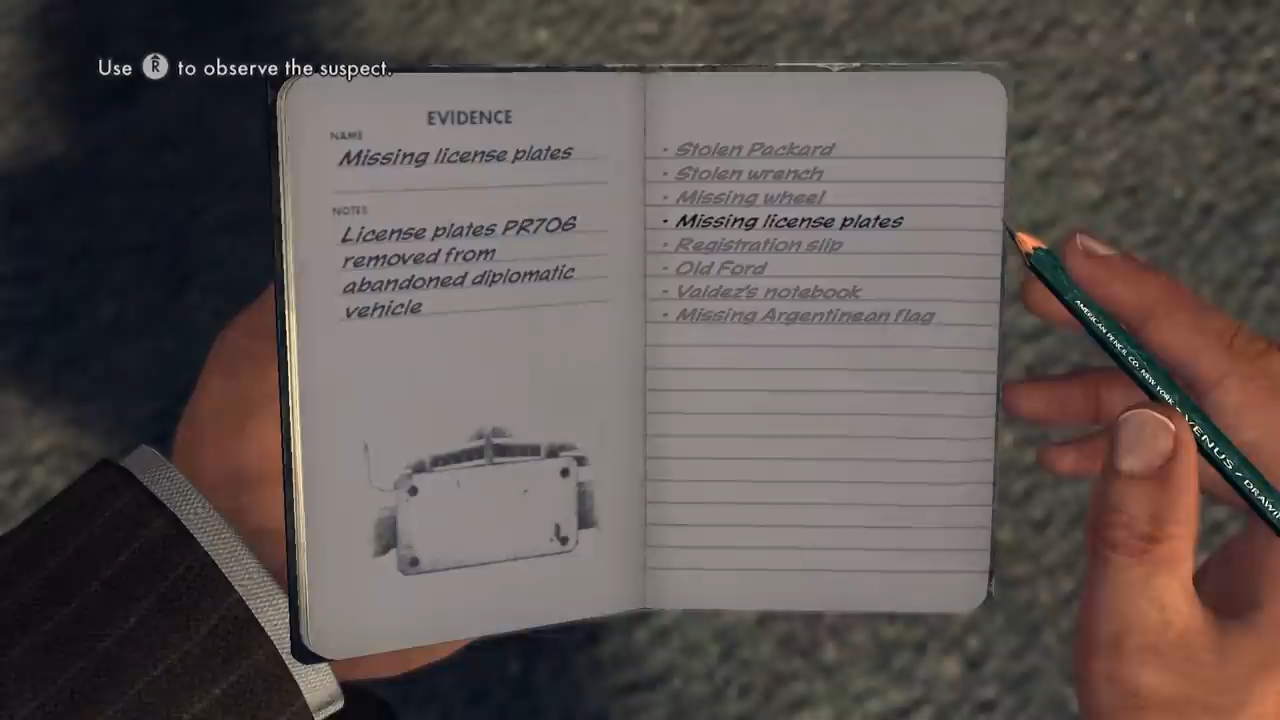 Use R to observe the suspect.
EVIDENCE
NAME
Missing license plates
NOTES
License plates PR706
removed from
abandoned diplomatic
vehicle
· Stolen Packard
· Stolen wrench
· Missing wheel
· Missing license plates
· Registration slip
· Old Ford
· Valdez's notebook
· Missing Argentinean flag
AMERICAN PENCIL CO. NEW YORK VENUS / DRAWIN